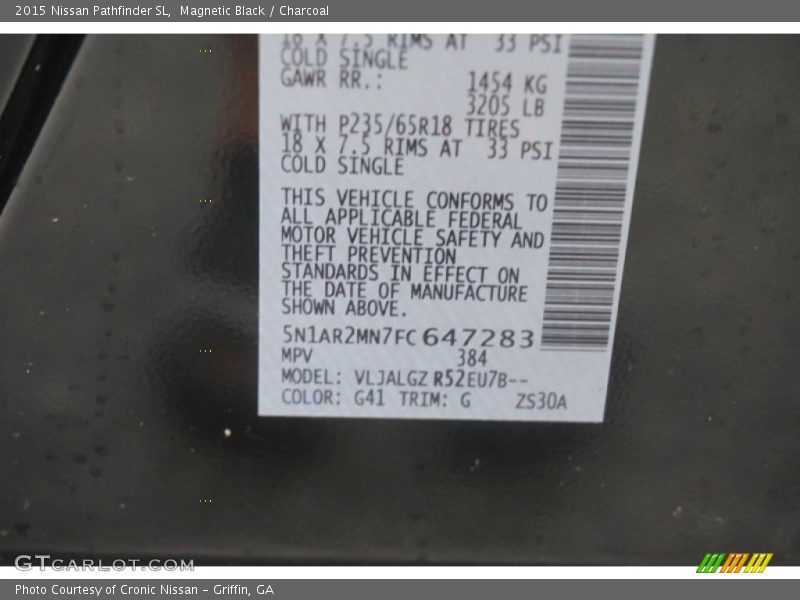 2015 Nissan Pathfinder SL,  Magnetic Black / Charcoal
18 X 7.5 RIMS AT 33 PSI
COLD SINGLE
GAWR RR.: 1454 KG
3205 LB
WITH P235/65R18 TIRES
18 X 7.5 RIMS AT 33 PSI
COLD SINGLE
THIS VEHICLE CONFORMS TO
ALL APPLICABLE FEDERAL
MOTOR VEHICLE SAFETY AND
THEFT PREVENTION
STANDARDS IN EFFECT ON
THE DATE OF MANUFACTURE
SHOWN ABOVE.
5N1AR2MN7FC647283
MPV 384
MODEL: VLJALGZ R52EU7B--
COLOR: G41 TRIM: G ZS30A
GTCARLOT.COM
Photo Courtesy of Cronic Nissan - Griffin, GA